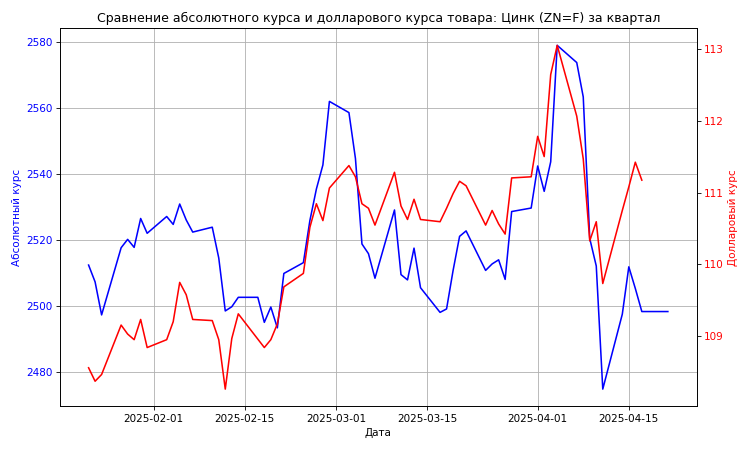 Сравнение абсолютного курса и долларового курса товара: Цинк (ZN=F) за квартал
Абсолютный курс
2580
2560
2540
2520
2500
2480
113
112
111
110
109
Долларовый курс
2025-02-01 2025-02-15 2025-03-01 2025-03-15 2025-04-01 2025-04-15
Дата